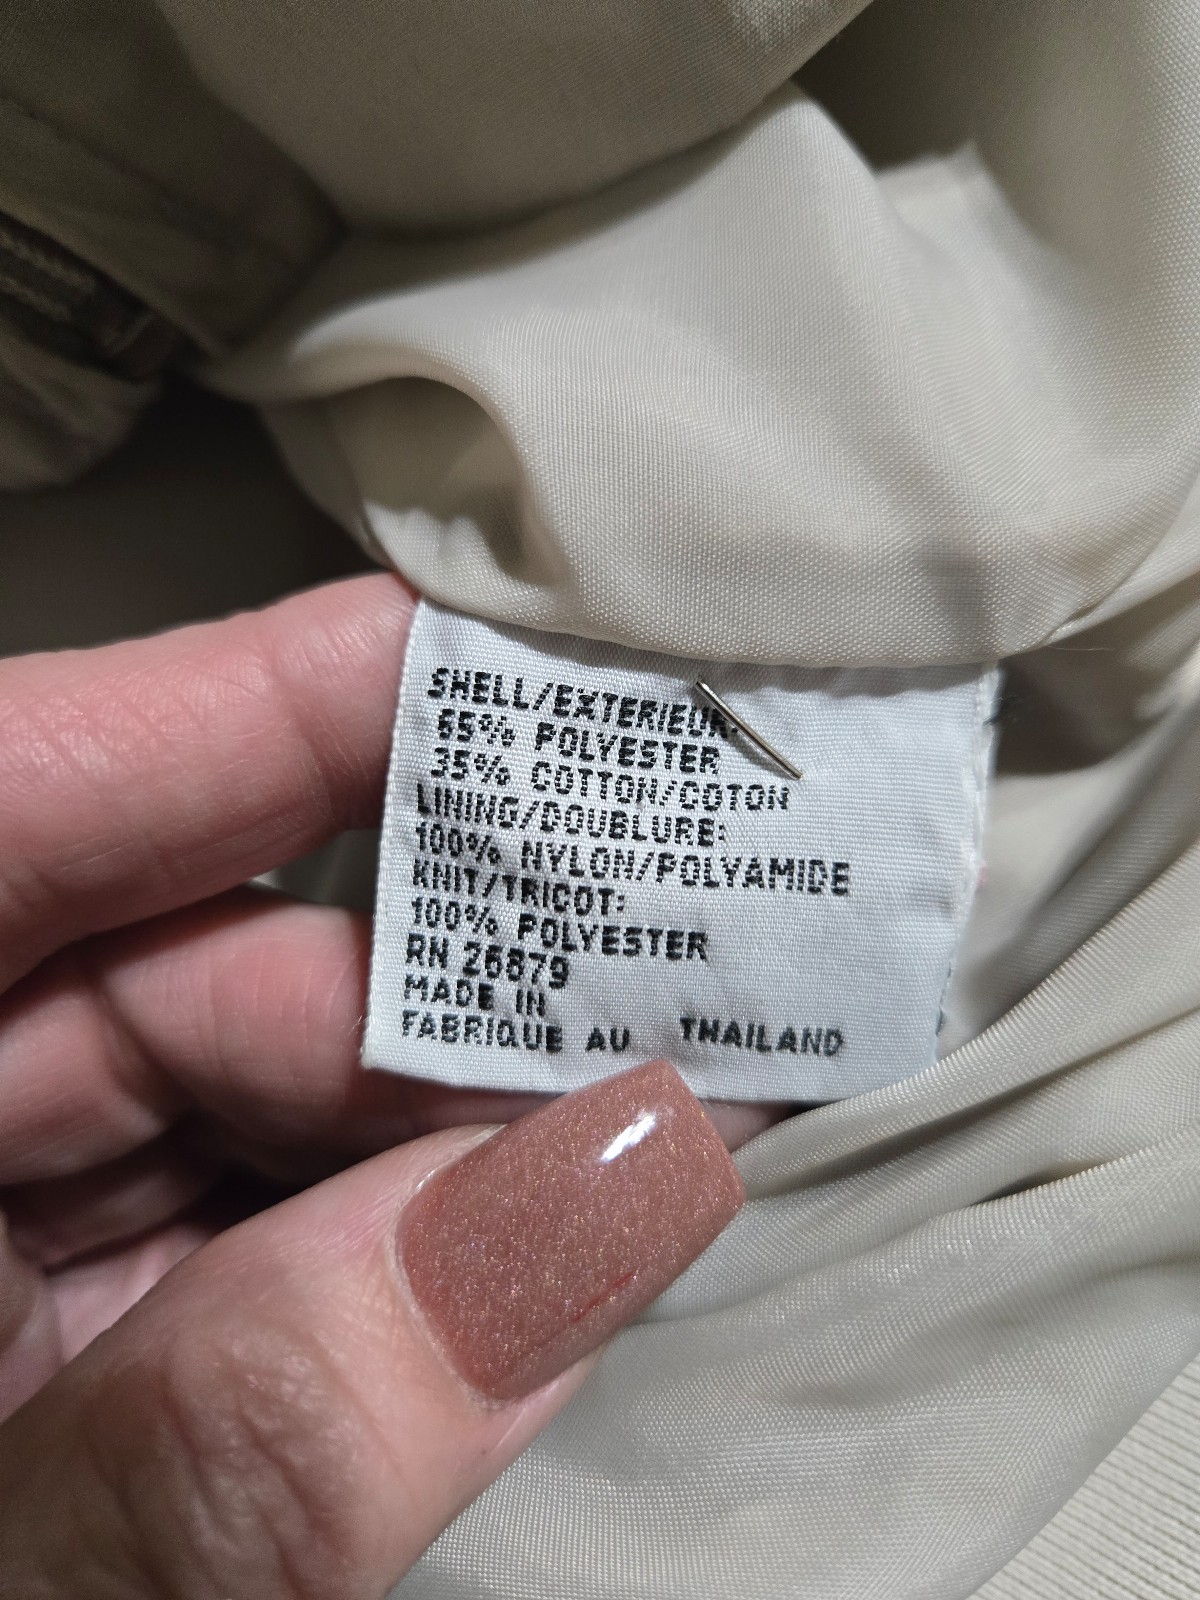 SHELL/EXTERIEUR:
65% POLYESTER
35% COTTON/COTON
LINING/DOUBLURE:
100% NYLON/POLYAMIDE
KNIT/TRICOT:
100% POLYESTER
RN 26879
MADE IN
FABRIQUE AU THAILAND